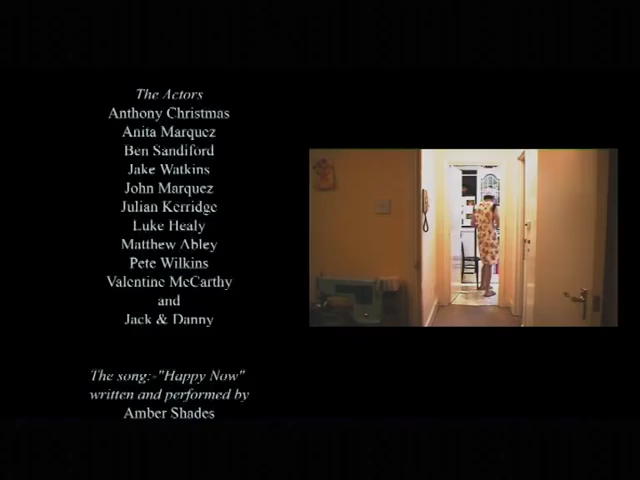 The Actors
Anthony Christmas
Anita Marquez
Ben Sandiford
Jake Watkins
John Marquez
Julian Kerridge
Luke Healy
Matthew Abley
Pete Wilkins
Valentine McCarthy
and
Jack & Danny
The song:-"Happy Now"
written and performed by
Amber Shades